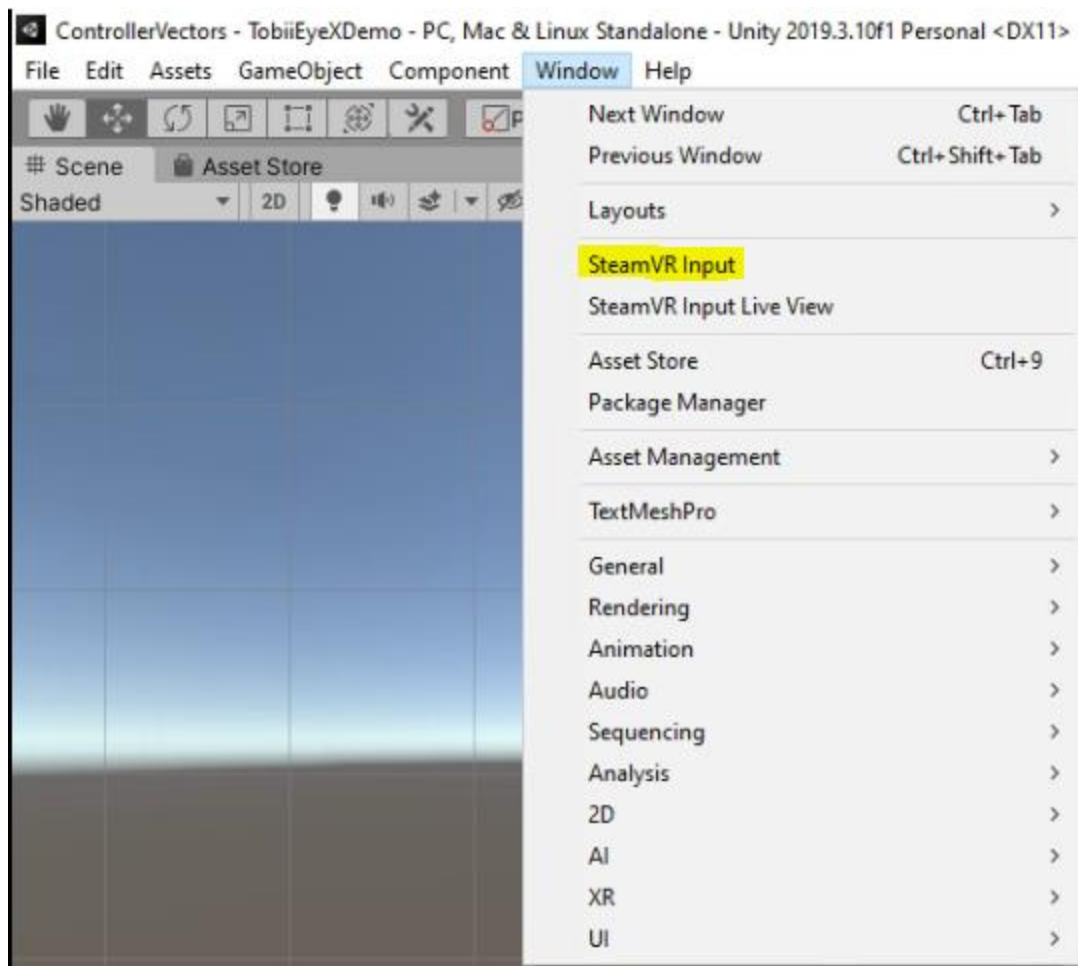 ControllerVectors - TobiiEyeXDemo - PC, Mac & Linux Standalone - Unity 2019.3.10f1 Personal <DX11>
File Edit Assets GameObject Component Window Help
P
# Scene Asset Store
Shaded 2D
Next Window Ctrl+Tab
Previous Window Ctrl+Shift+Tab
Layouts >
SteamVR Input
SteamVR Input Live View
Asset Store Ctrl+9
Package Manager
Asset Management >
TextMeshPro >
General >
Rendering >
Animation >
Audio >
Sequencing >
Analysis >
2D >
AI >
XR >
UI >